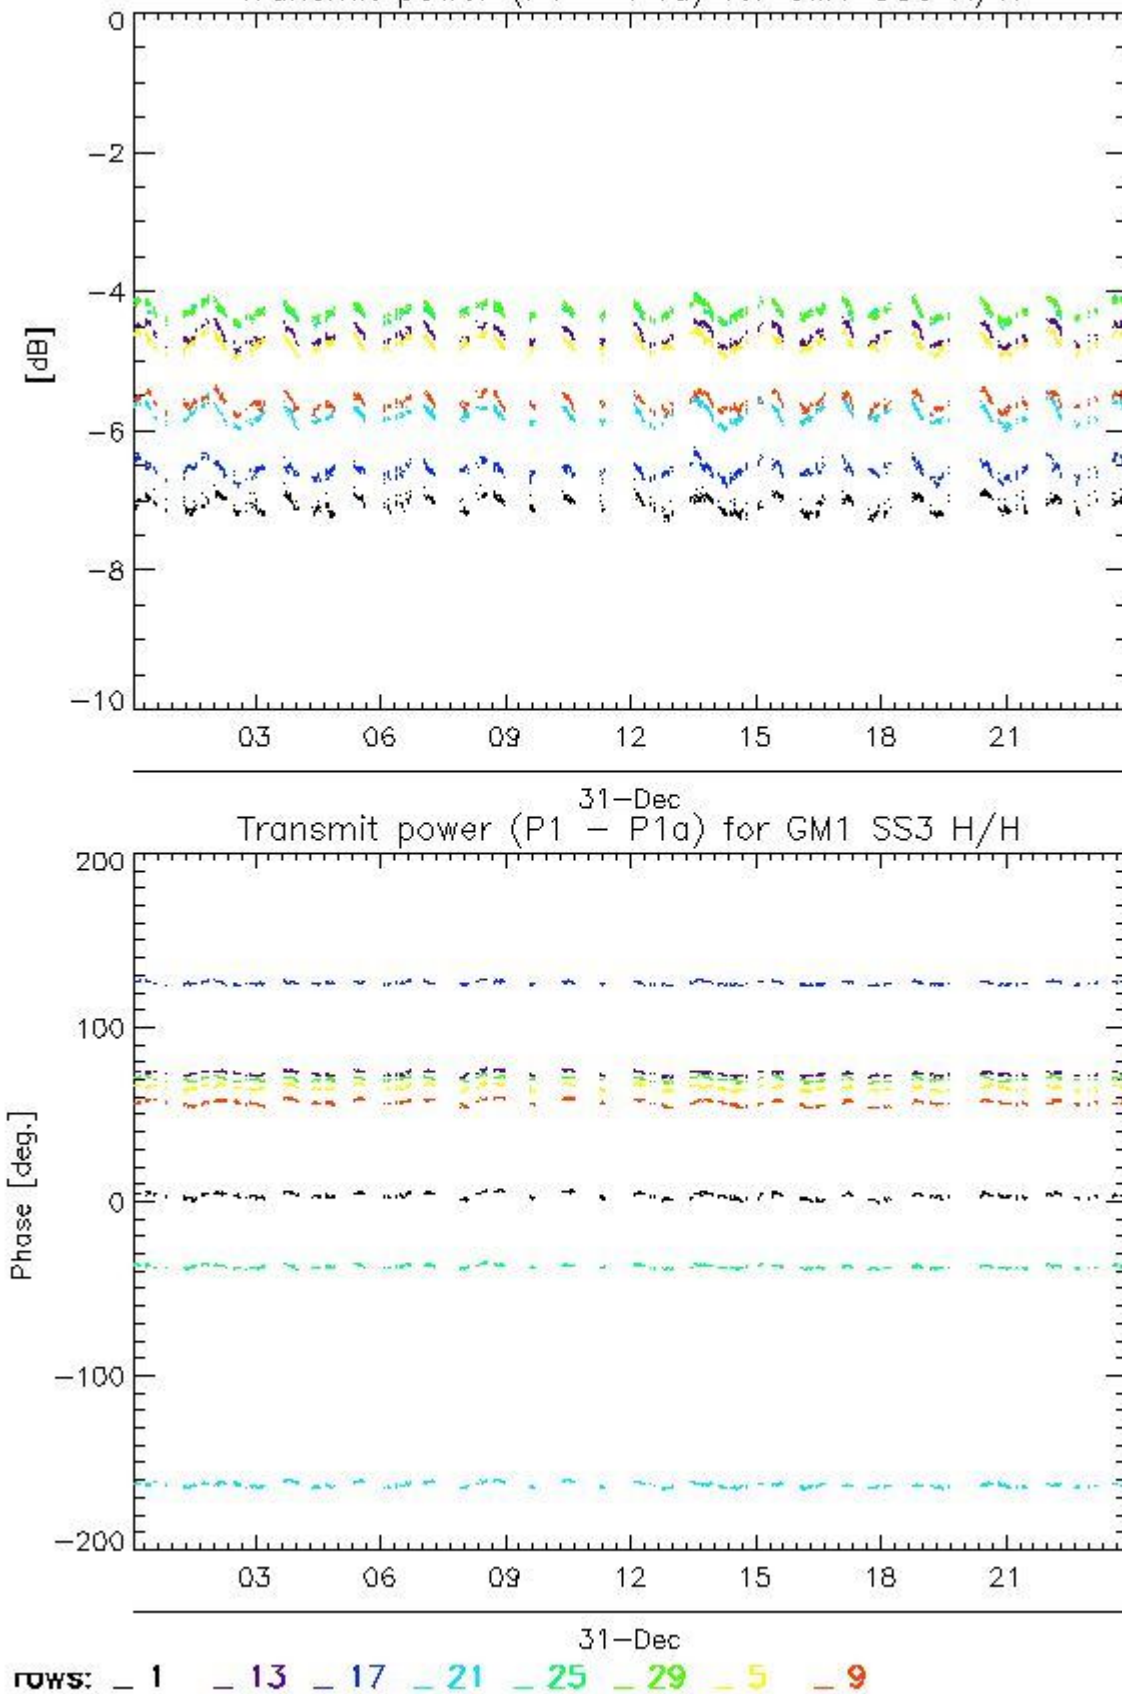 0
−2
−4
[dB]
−6
−8
−10
03 06 09 12 15 18 21
31−Dec
Transmit power (P1 − P1a) for GM1 SS3 H/H
200
100
Phase [deg.]
0
−100
−200
03 06 09 12 15 18 21
31−Dec
rows: _ 1 _ 13 _ 17 _ 21 _ 25 _ 29 _ 5 _ 9